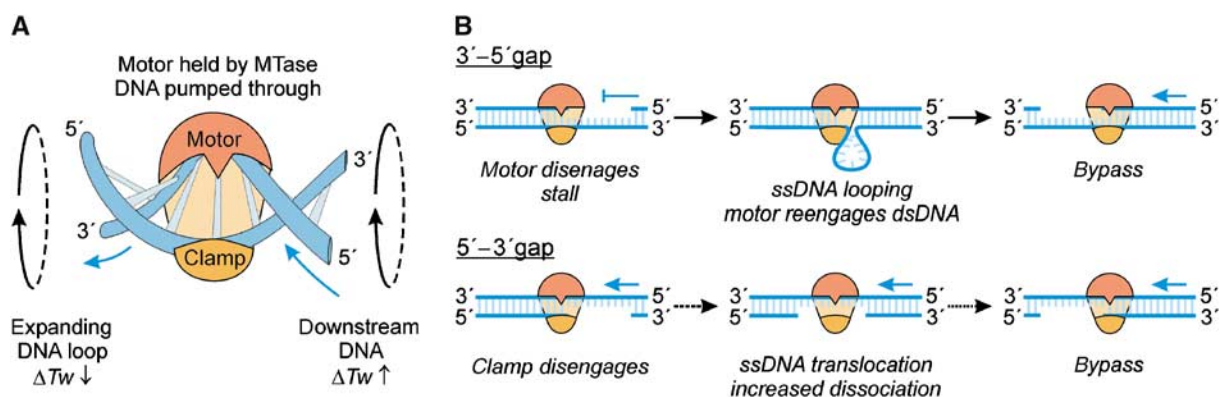 A
Motor held by MTase
DNA pumped through
5´
Motor
3´
3´
5´
Clamp
Expanding
DNA loop
ΔTw ↓
Downstream
DNA
ΔTw ↑
B
3´–5´gap
3´ 5´ 3´ 5´ 3´ 5´
5´ 3´ 5´ 3´ 5´ 3´
Motor disenages
stall
ssDNA looping
motor reengages dsDNA
Bypass
5´–3´gap
3´ 5´ 3´ 5´ 3´ 5´
5´ 3´ 5´ 3´ 5´ 3´
Clamp disengages
ssDNA translocation
increased dissociation
Bypass